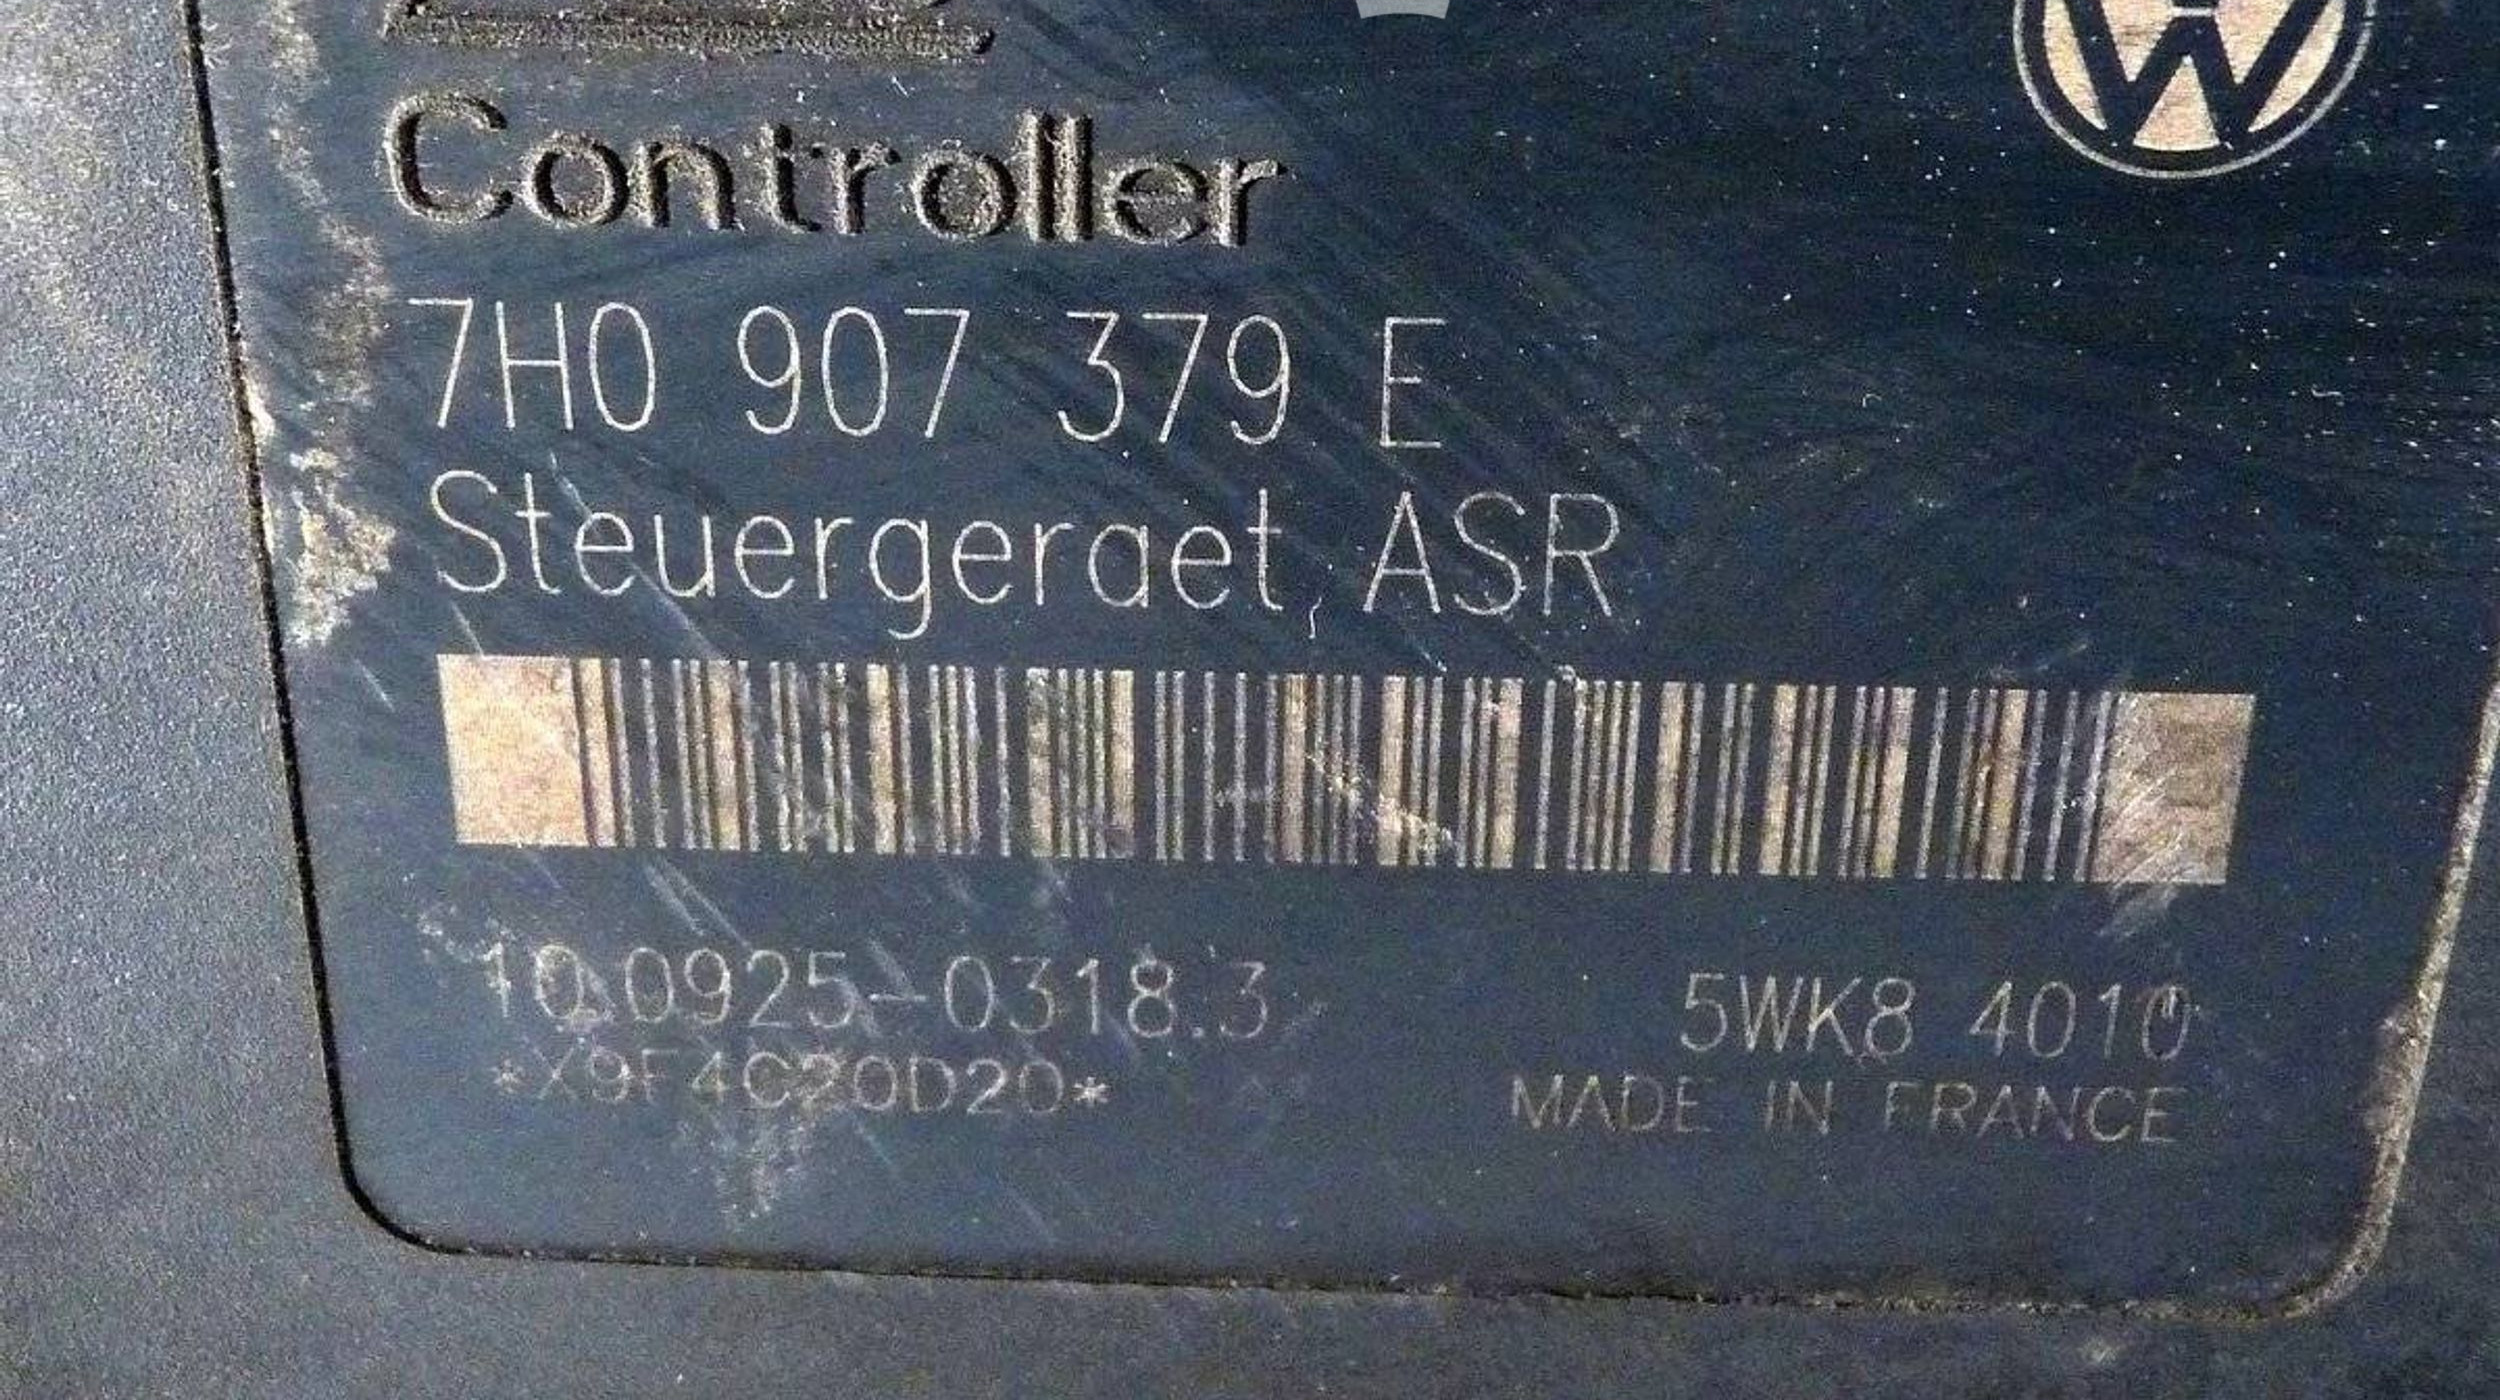 Controller
7H0 907 379 E
Steuergeraet ASR
10.0925-0318.3
5WK8 4010
*X9F4C20D20*
MADE IN FRANCE